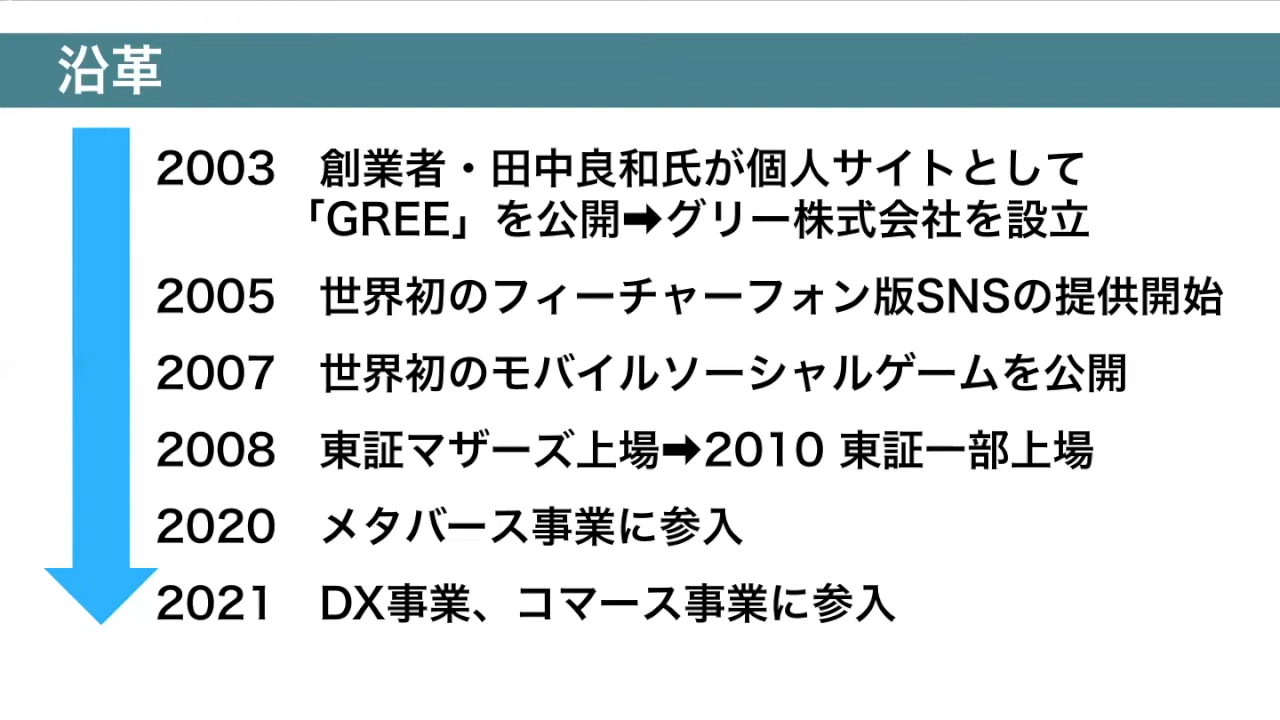 沿革
2003 創業者・田中良和氏が個人サイトとして
「GREE」を公開➡グリー株式会社を設立
2005 世界初のフィーチャーフォン版SNSの提供開始
2007 世界初のモバイルソーシャルゲームを公開
2008 東証マザーズ上場➡2010 東証一部上場
2020 メタバース事業に参入
2021 DX事業、コマース事業に参入